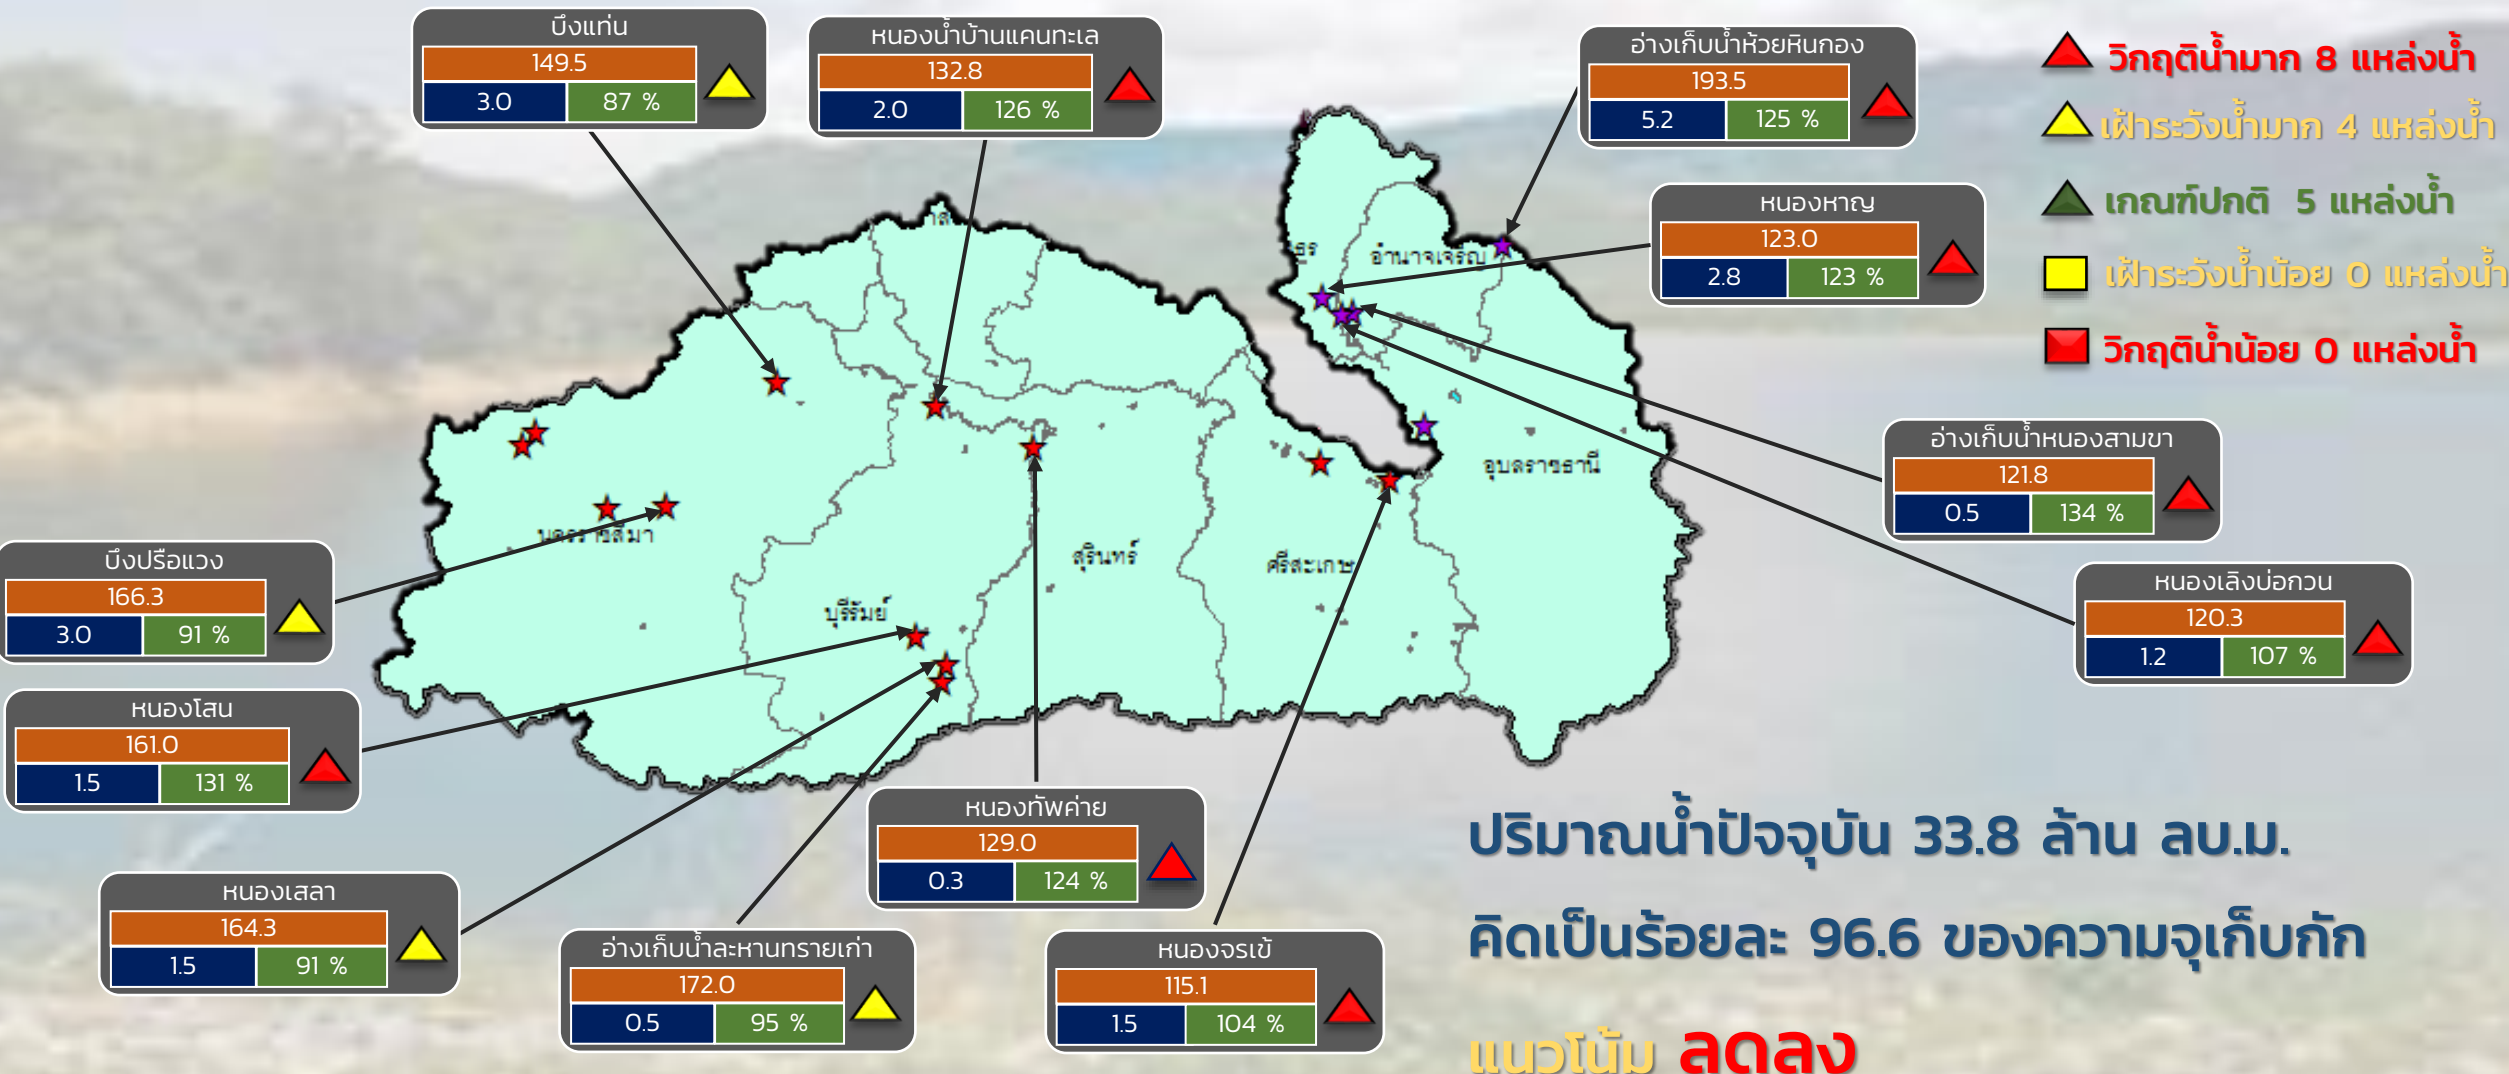 บึงแท่น
149.5
3.0 87 %
หนองน้ำบ้านแคนทะเล
132.8
2.0 126 %
อ่างเก็บน้ำห้วยหินกอง
193.5
5.2 125 %
หนองหาญ
123.0
2.8 123 %
วิกฤติน้ำมาก 8 แหล่งน้ำ
เฝ้าระวังน้ำมาก 4 แหล่งน้ำ
เกณฑ์ปกติ 5 แหล่งน้ำ
เฝ้าระวังน้ำน้อย 0 แหล่งน้ำ
วิกฤติน้ำน้อย 0 แหล่งน้ำ
อำนาจเจริญ
อุบลราชธานี
นครราชสีมา
สุรินทร์
ศรีสะเกษ
บุรีรัมย์
อ่างเก็บน้ำหนองสามขา
121.8
0.5 134 %
หนองเลิงบ่อกวน
120.3
1.2 107 %
บึงปรือแวง
166.3
3.0 91 %
หนองโสน
161.0
1.5 131 %
หนองเสลา
164.3
1.5 91 %
อ่างเก็บน้ำละหานทรายเก่า
172.0
0.5 95 %
หนองทัพค่าย
129.0
0.3 124 %
หนองจรเข้
115.1
1.5 104 %
ปริมาณน้ำปัจจุบัน 33.8 ล้าน ลบ.ม.
คิดเป็นร้อยละ 96.6 ของความจุเก็บกัก
แนวโน้ม ลดลง